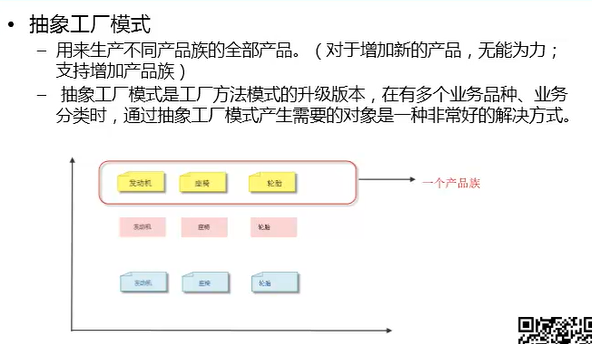 • 抽象工厂模式
– 用来生产不同产品族的全部产品。（对于增加新的产品，无能为力；
支持增加产品族）
– 抽象工厂模式是工厂方法模式的升级版本，在有多个业务品种、业务
分类时，通过抽象工厂模式产生需要的对象是一种非常好的解决方式。
发动机 座椅 轮胎 一个产品族
发动机 座椅 轮胎
发动机 座椅 轮胎